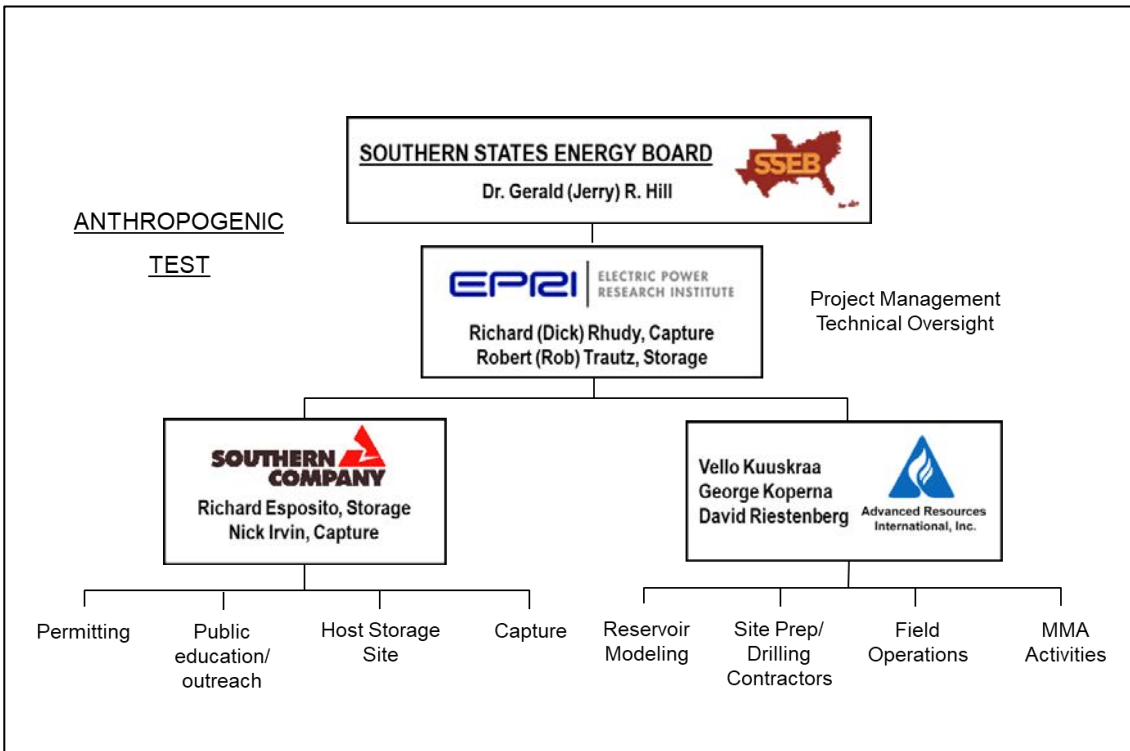 SOUTHERN STATES ENERGY BOARD
SSEB
Dr. Gerald (Jerry) R. Hill
ANTHROPOGENIC
TEST
EPRI
ELECTRIC POWER
RESEARCH INSTITUTE
Richard (Dick) Rhudy, Capture
Robert (Rob) Trautz, Storage
Project Management
Technical Oversight
SOUTHERN
COMPANY
Richard Esposito, Storage
Nick Irvin, Capture
Vello Kuuskraa
George Koperna
David Riestenberg
Advanced Resources
International, Inc.
Permitting
Public
education/
outreach
Host Storage
Site
Capture
Reservoir
Modeling
Site Prep/
Drilling
Contractors
Field
Operations
MMA
Activities